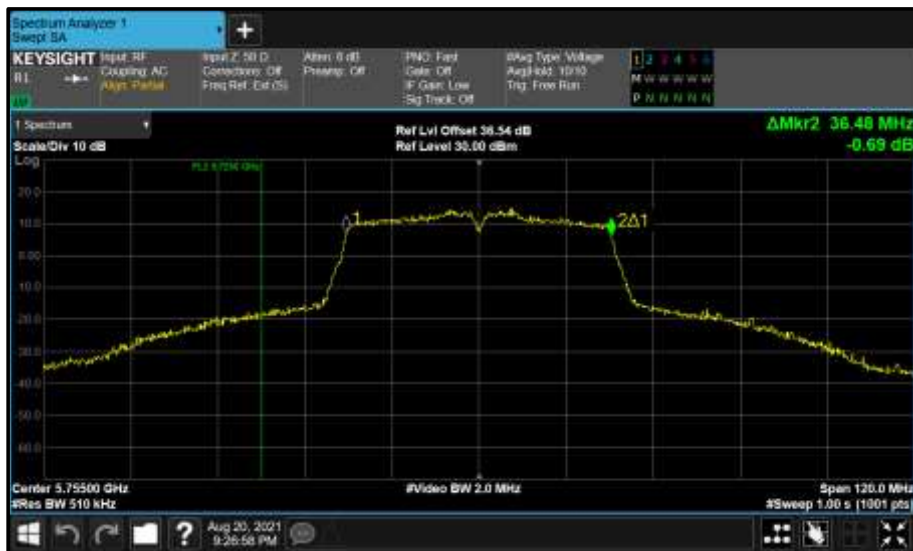 Spectrum Analyzer 1
Swept SA
+
KEYSIGHT
Input: RF
Coupling: AC
Align: Partial
Input Z: 50 Ω
Corrections: Off
Freq Ref: Ext (S)
Atten: 6 dB
Preamp: Off
PNO: Fast
Gate: Off
IF Gain: Low
Sig Track: Off
#Avg Type: Voltage
Avg|Hold: 10/10
Trig: Free Run
1 2 3 4 5 6
M W W W W W
P N N N N N
1 Spectrum
Scale/Div 10 dB
Ref Lvl Offset 36.54 dB
Ref Level 30.00 dBm
ΔMkr2 36.48 MHz
-0.69 dB
Log
20.0
10.0
0.00
-10.0
-20.0
-30.0
-40.0
-50.0
-60.0
1
2Δ1
Center 5.75500 GHz
#Res BW 510 kHz
#Video BW 2.0 MHz
Span 120.0 MHz
#Sweep 1.00 s (1001 pts)
?
Aug 20, 2021
9:26:58 PM